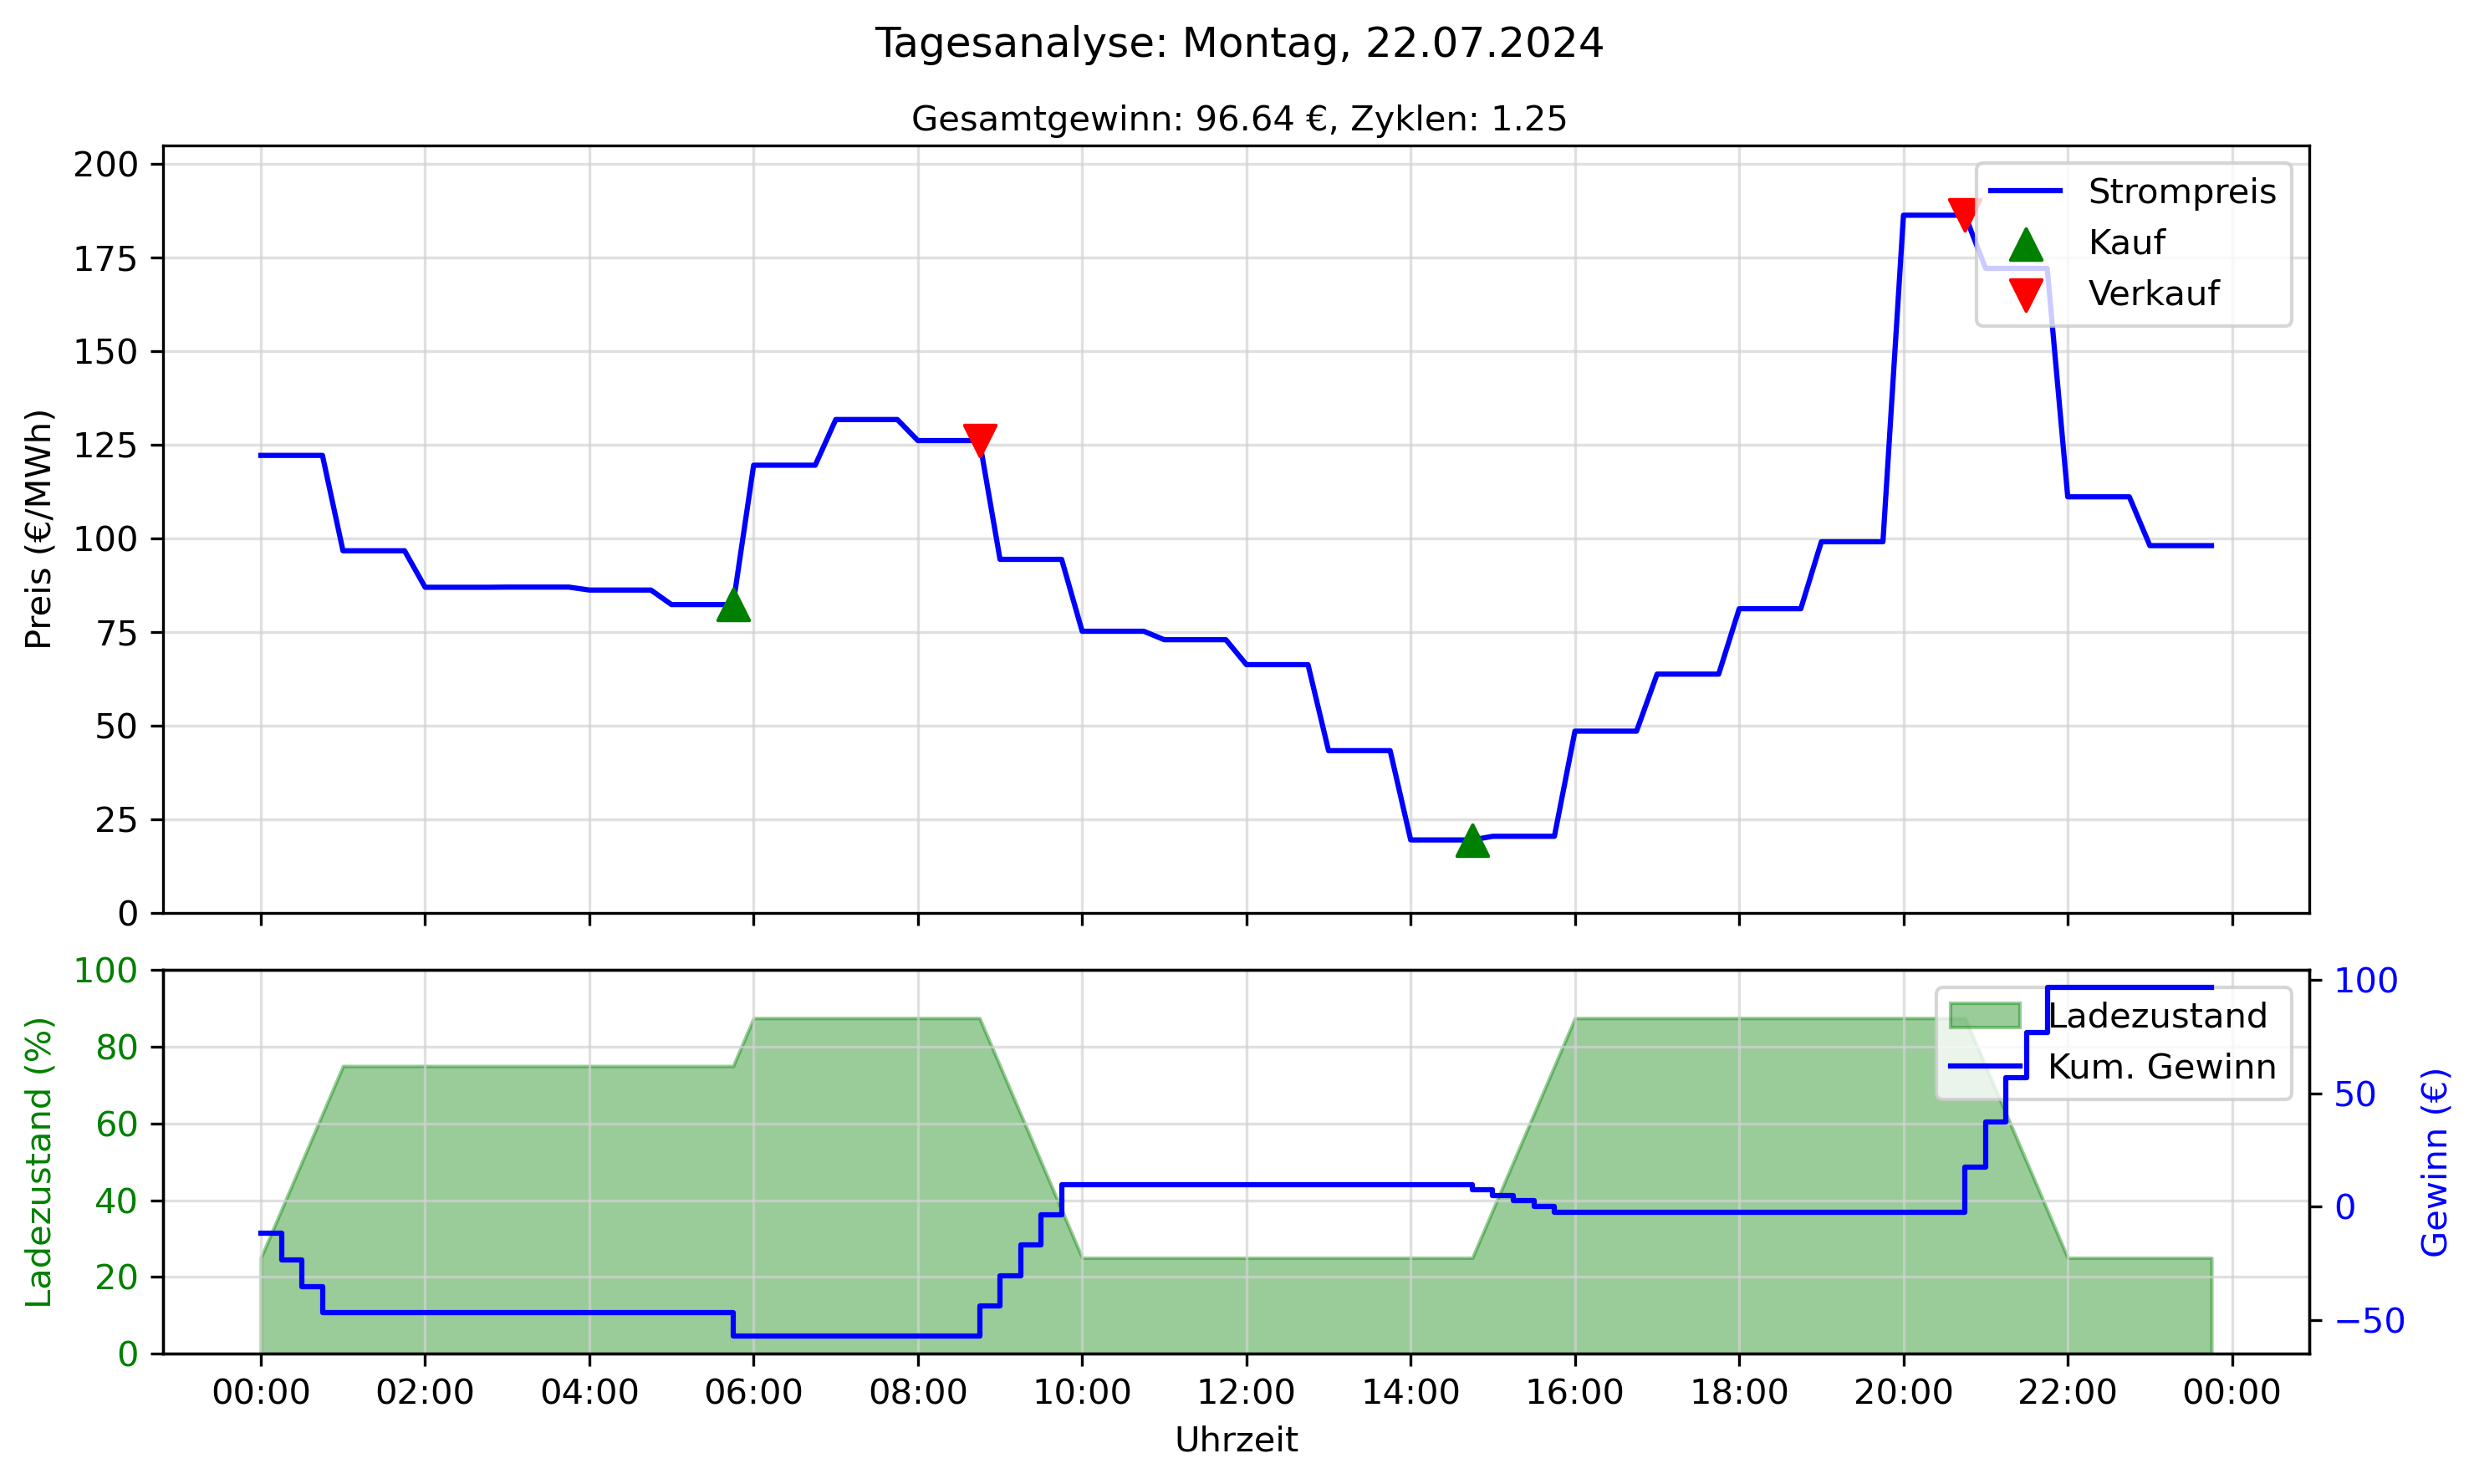 Tagesanalyse: Montag, 22.07.2024
Gesamtgewinn: 96.64 €, Zyklen: 1.25
Preis (€/MWh)
200
175
150
125
100
75
50
25
0
Strompreis
Kauf
Verkauf
Ladezustand (%)
100
80
60
40
20
0
Ladezustand
Kum. Gewinn
100
50
0
−50
Gewinn (€)
00:00 02:00 04:00 06:00 08:00 10:00 12:00 14:00 16:00 18:00 20:00 22:00 00:00
Uhrzeit